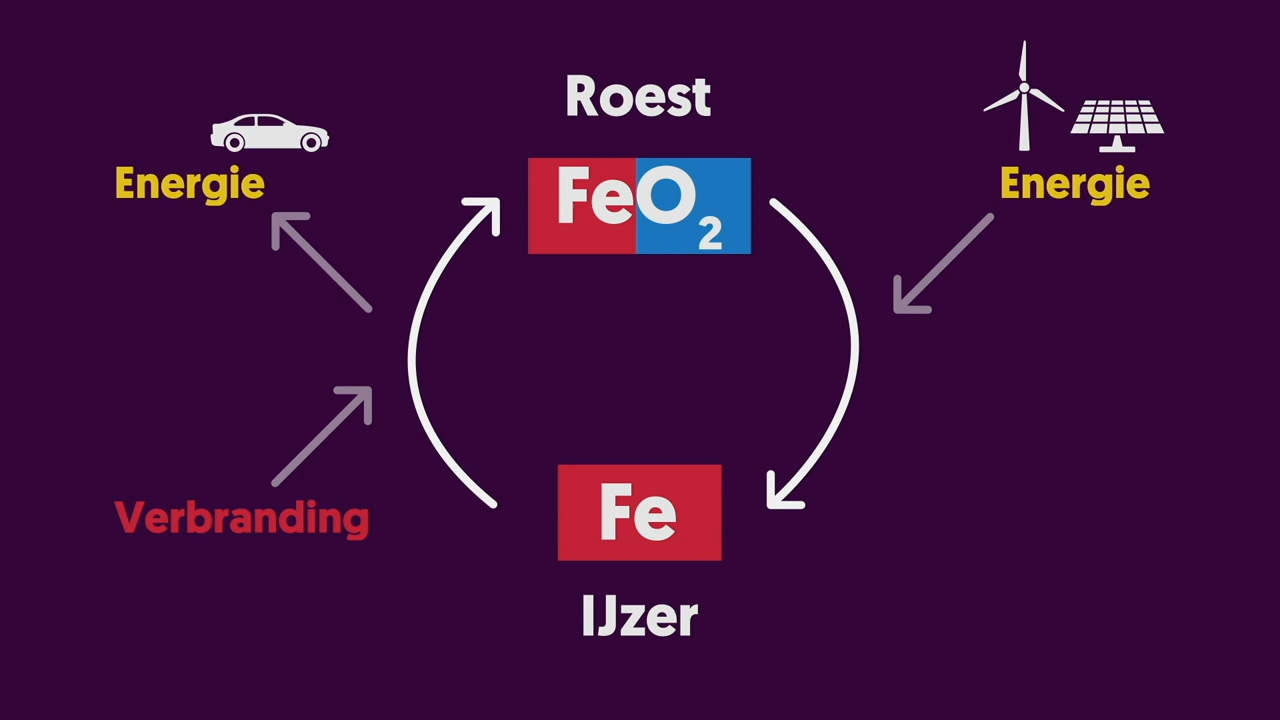 Roest
Energie
FeO₂
Energie
Verbranding
Fe
IJzer